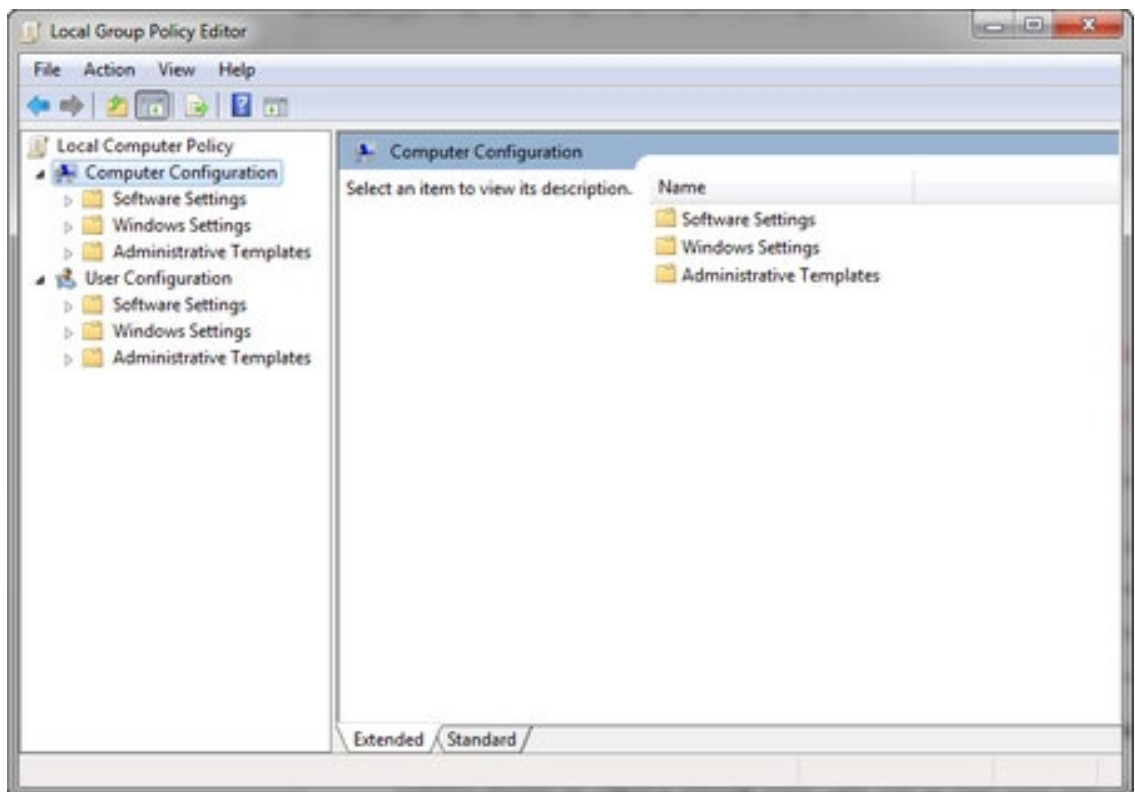 Local Group Policy Editor
File Action View Help
Local Computer Policy
Computer Configuration
Software Settings
Windows Settings
Administrative Templates
User Configuration
Software Settings
Windows Settings
Administrative Templates
Computer Configuration
Select an item to view its description.
Name
Software Settings
Windows Settings
Administrative Templates
Extended Standard